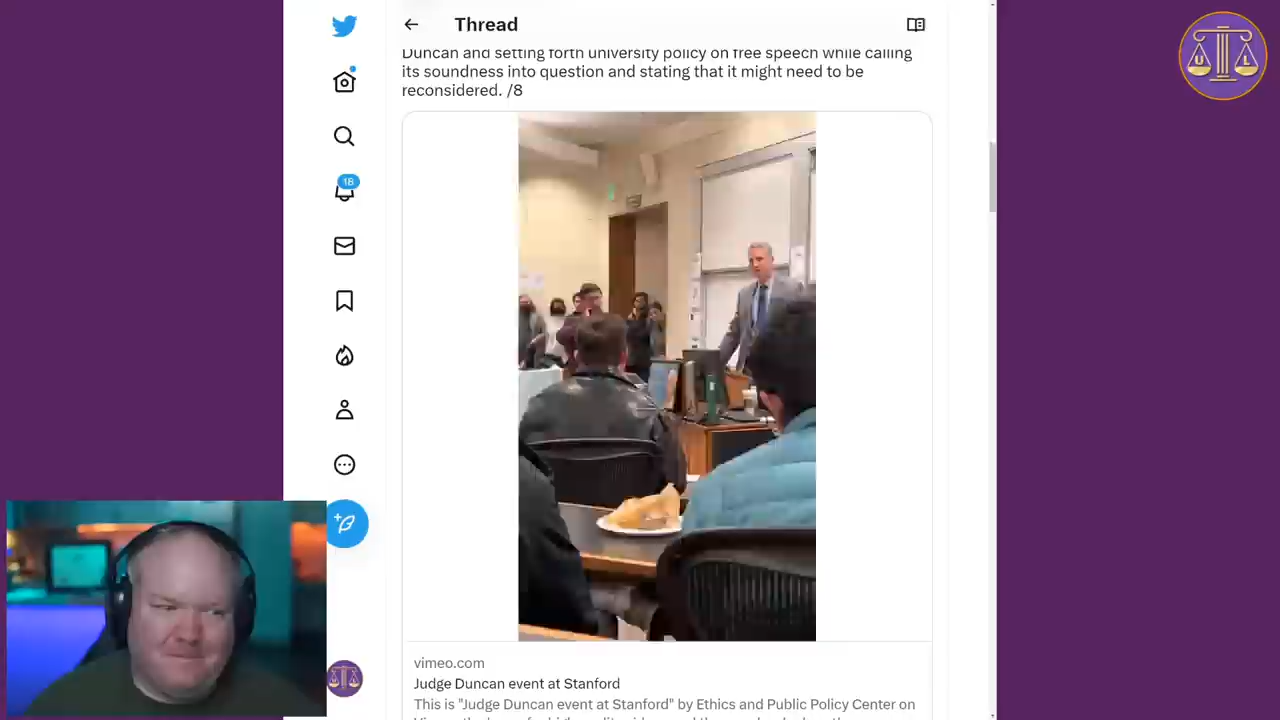 Thread
Duncan and setting forth university policy on free speech while calling
its soundness into question and stating that it might need to be
reconsidered. /8
18
U L
vimeo.com
Judge Duncan event at Stanford
This is "Judge Duncan event at Stanford" by Ethics and Public Policy Center on